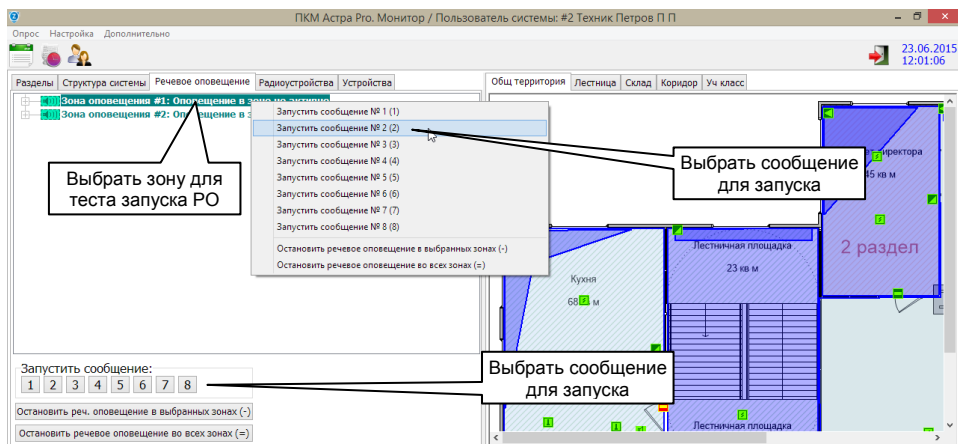 ПКМ Астра Pro. Монитор / Пользователь системы: #2 Техник Петров П П
Опрос Настройка Дополнительно
23.06.2015
12:01:06
Разделы Структура системы Речевое оповещение Радиоустройства Устройства
Общ территория Лестница Склад Коридор Уч класс
Зона оповещения #1: Оповещение в зоне не активно
Зона оповещения #2: Оповещение в з
Запустить сообщение № 1 (1)
Запустить сообщение № 2 (2)
Запустить сообщение № 3 (3)
Запустить сообщение № 4 (4)
Запустить сообщение № 5 (5)
Запустить сообщение № 6 (6)
Запустить сообщение № 7 (7)
Запустить сообщение № 8 (8)
Остановить речевое оповещение в выбранных зонах (-)
Остановить речевое оповещение во всех зонах (=)
Выбрать зону для
теста запуска РО
Выбрать сообщение
для запуска
директора
45 кв м
2 раздел
Лестничная площадка
23 кв м
Кухня
68 м
Запустить сообщение:
1 2 3 4 5 6 7 8
Остановить реч. оповещение в выбранных зонах (-)
Остановить речевое оповещение во всех зонах (=)
Выбрать сообщение
для запуска
Лестничная площадка